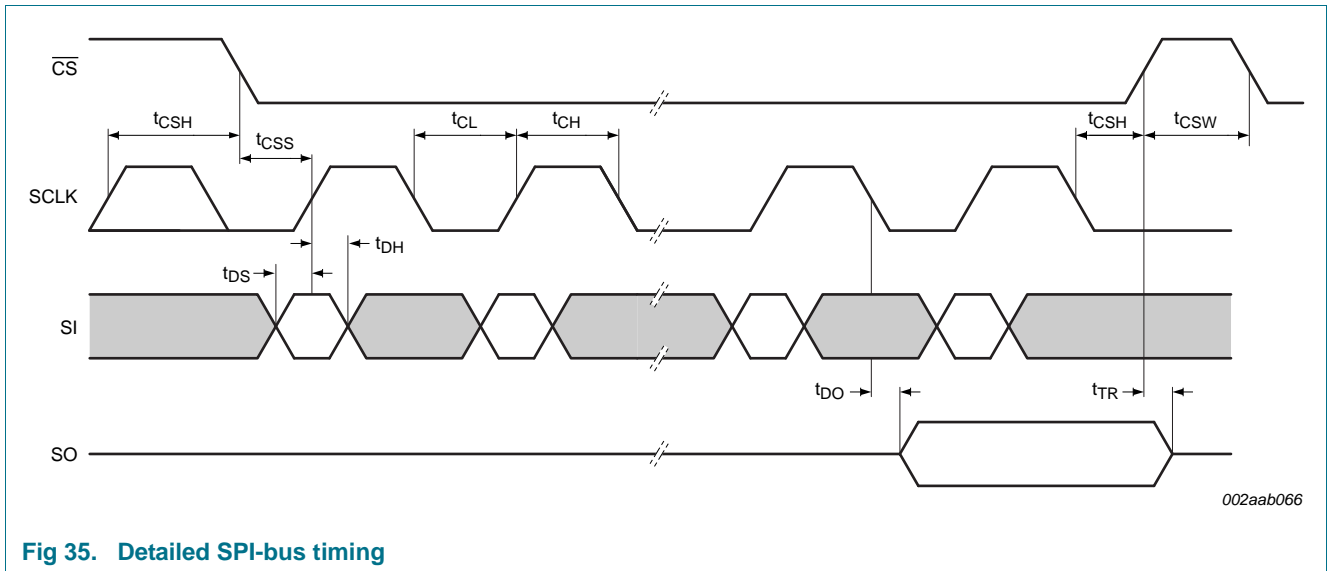 CS
tCSH
tCSS
tCL
tCH
tCSH
tCSW
SCLK
tDH
tDS
SI
tDO
tTR
SO
002aab066
Fig 35. Detailed SPI-bus timing